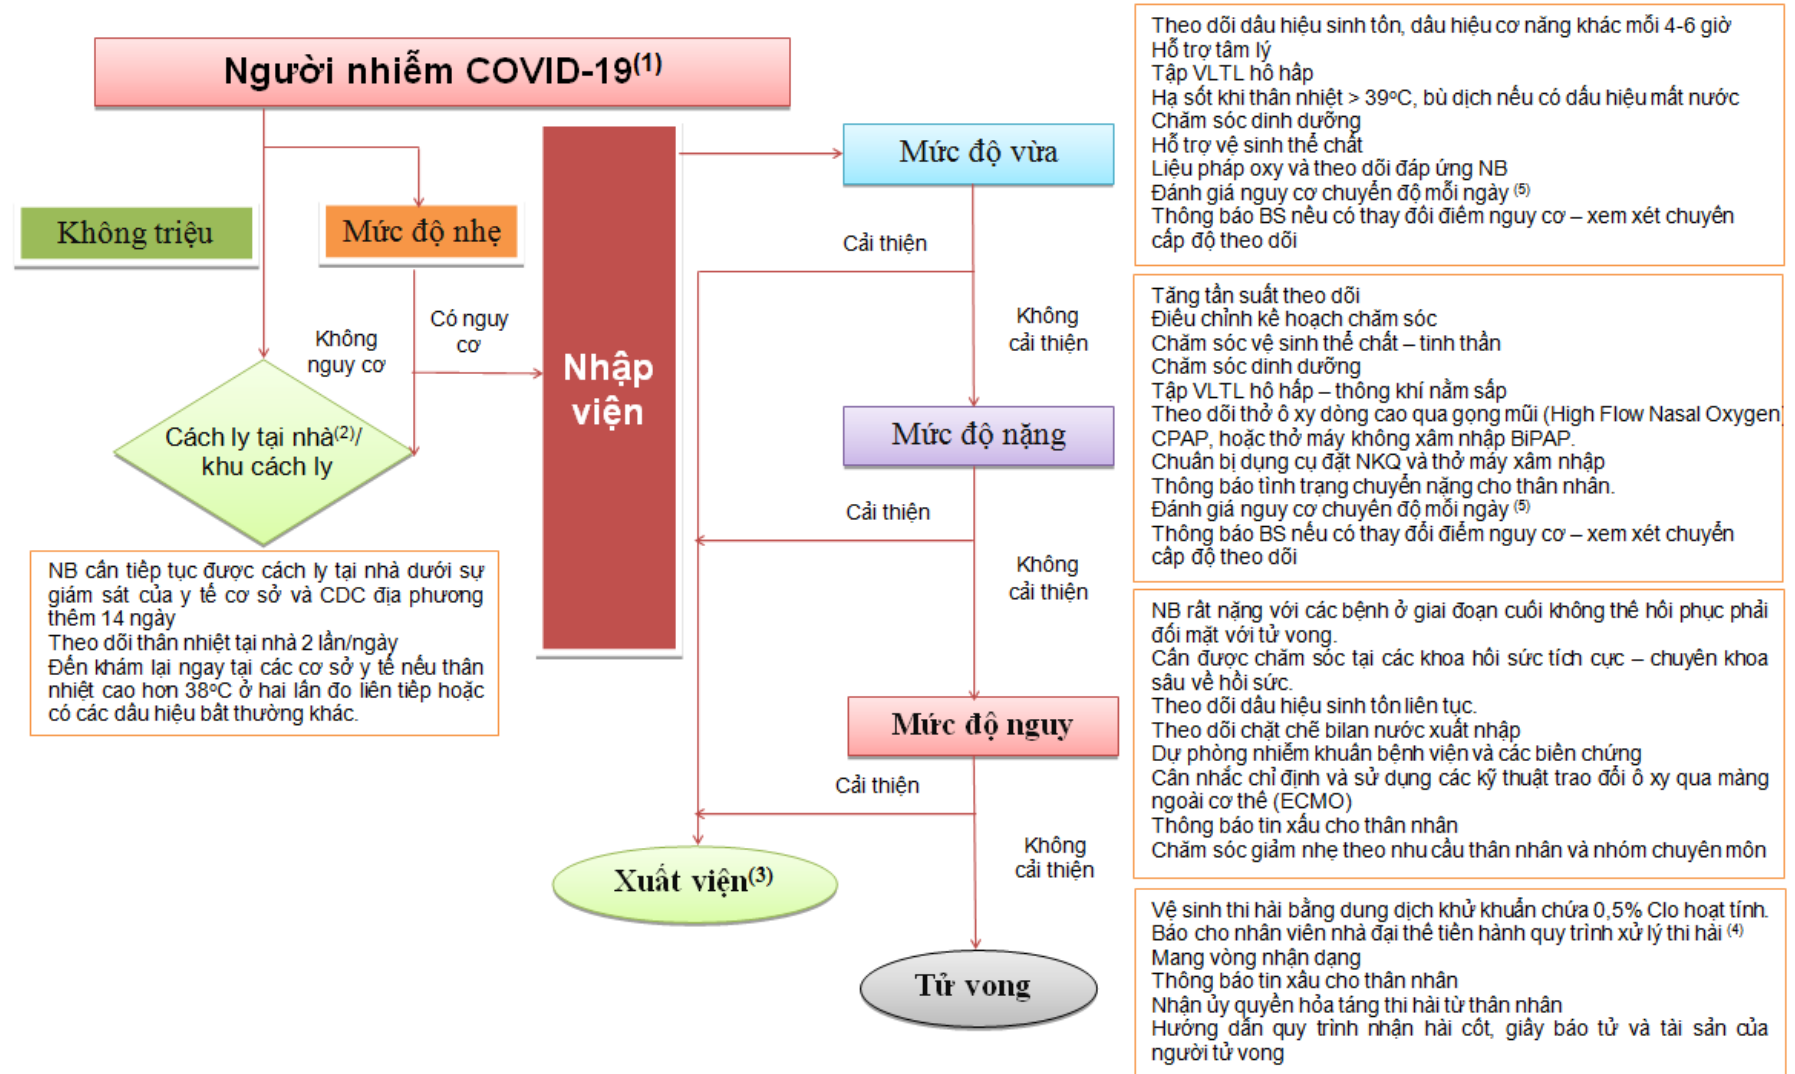 Người nhiễm COVID-19(1)
Không triệu
Mức độ nhẹ
Không
nguy cơ
Có nguy
cơ
Cách ly tại nhà(2)/
khu cách ly
NB cần tiếp tục được cách ly tại nhà dưới sự
giám sát của y tế cơ sở và CDC địa phương
thêm 14 ngày
Theo dõi thân nhiệt tại nhà 2 lần/ngày
Đến khám lại ngay tại các cơ sở y tế nếu thân
nhiệt cao hơn 38ºC ở hai lần đo liên tiếp hoặc
có các dấu hiệu bất thường khác.
Nhập
viện
Mức độ vừa
Cải thiện
Không
cải thiện
Mức độ nặng
Cải thiện
Không
cải thiện
Mức độ nguy
Cải thiện
Không
cải thiện
Xuất viện(3)
Tử vong
Theo dõi dấu hiệu sinh tồn, dấu hiệu cơ năng khác mỗi 4-6 giờ
Hỗ trợ tâm lý
Tập VLTL hô hấp
Hạ sốt khi thân nhiệt > 39ºC, bù dịch nếu có dấu hiệu mất nước
Chăm sóc dinh dưỡng
Hỗ trợ vệ sinh thể chất
Liệu pháp oxy và theo dõi đáp ứng NB
Đánh giá nguy cơ chuyển độ mỗi ngày (5)
Thông báo BS nếu có thay đổi điểm nguy cơ – xem xét chuyển
cấp độ theo dõi
Tăng tần suất theo dõi
Điều chỉnh kế hoạch chăm sóc
Chăm sóc vệ sinh thể chất – tinh thần
Chăm sóc dinh dưỡng
Tập VLTL hô hấp – thông khí nằm sấp
Theo dõi thở ô xy dòng cao qua gọng mũi (High Flow Nasal Oxygen)
CPAP, hoặc thở máy không xâm nhập BiPAP.
Chuẩn bị dụng cụ đặt NKQ và thở máy xâm nhập
Thông báo tình trạng chuyển nặng cho thân nhân.
Đánh giá nguy cơ chuyển độ mỗi ngày (5)
Thông báo BS nếu có thay đổi điểm nguy cơ – xem xét chuyển
cấp độ theo dõi
NB rất nặng với các bệnh ở giai đoạn cuối không thể hồi phục phải
đối mặt với tử vong.
Cần được chăm sóc tại các khoa hồi sức tích cực – chuyên khoa
sâu về hồi sức.
Theo dõi dấu hiệu sinh tồn liên tục.
Theo dõi chặt chẽ bilan nước xuất nhập
Dự phòng nhiễm khuẩn bệnh viện và các biến chứng
Cân nhắc chỉ định và sử dụng các kỹ thuật trao đổi ô xy qua màng
ngoài cơ thể (ECMO)
Thông báo tin xấu cho thân nhân
Chăm sóc giảm nhẹ theo nhu cầu thân nhân và nhóm chuyên môn
Vệ sinh thi hài bằng dung dịch khử khuẩn chứa 0,5% Clo hoạt tính.
Báo cho nhân viên nhà đại thể tiến hành quy trình xử lý thi hài (4)
Mang vòng nhận dạng
Thông báo tin xấu cho thân nhân
Nhận ủy quyền hỏa táng thi hài từ thân nhân
Hướng dẫn quy trình nhận hài cốt, giấy báo tử và tài sản của
người tử vong